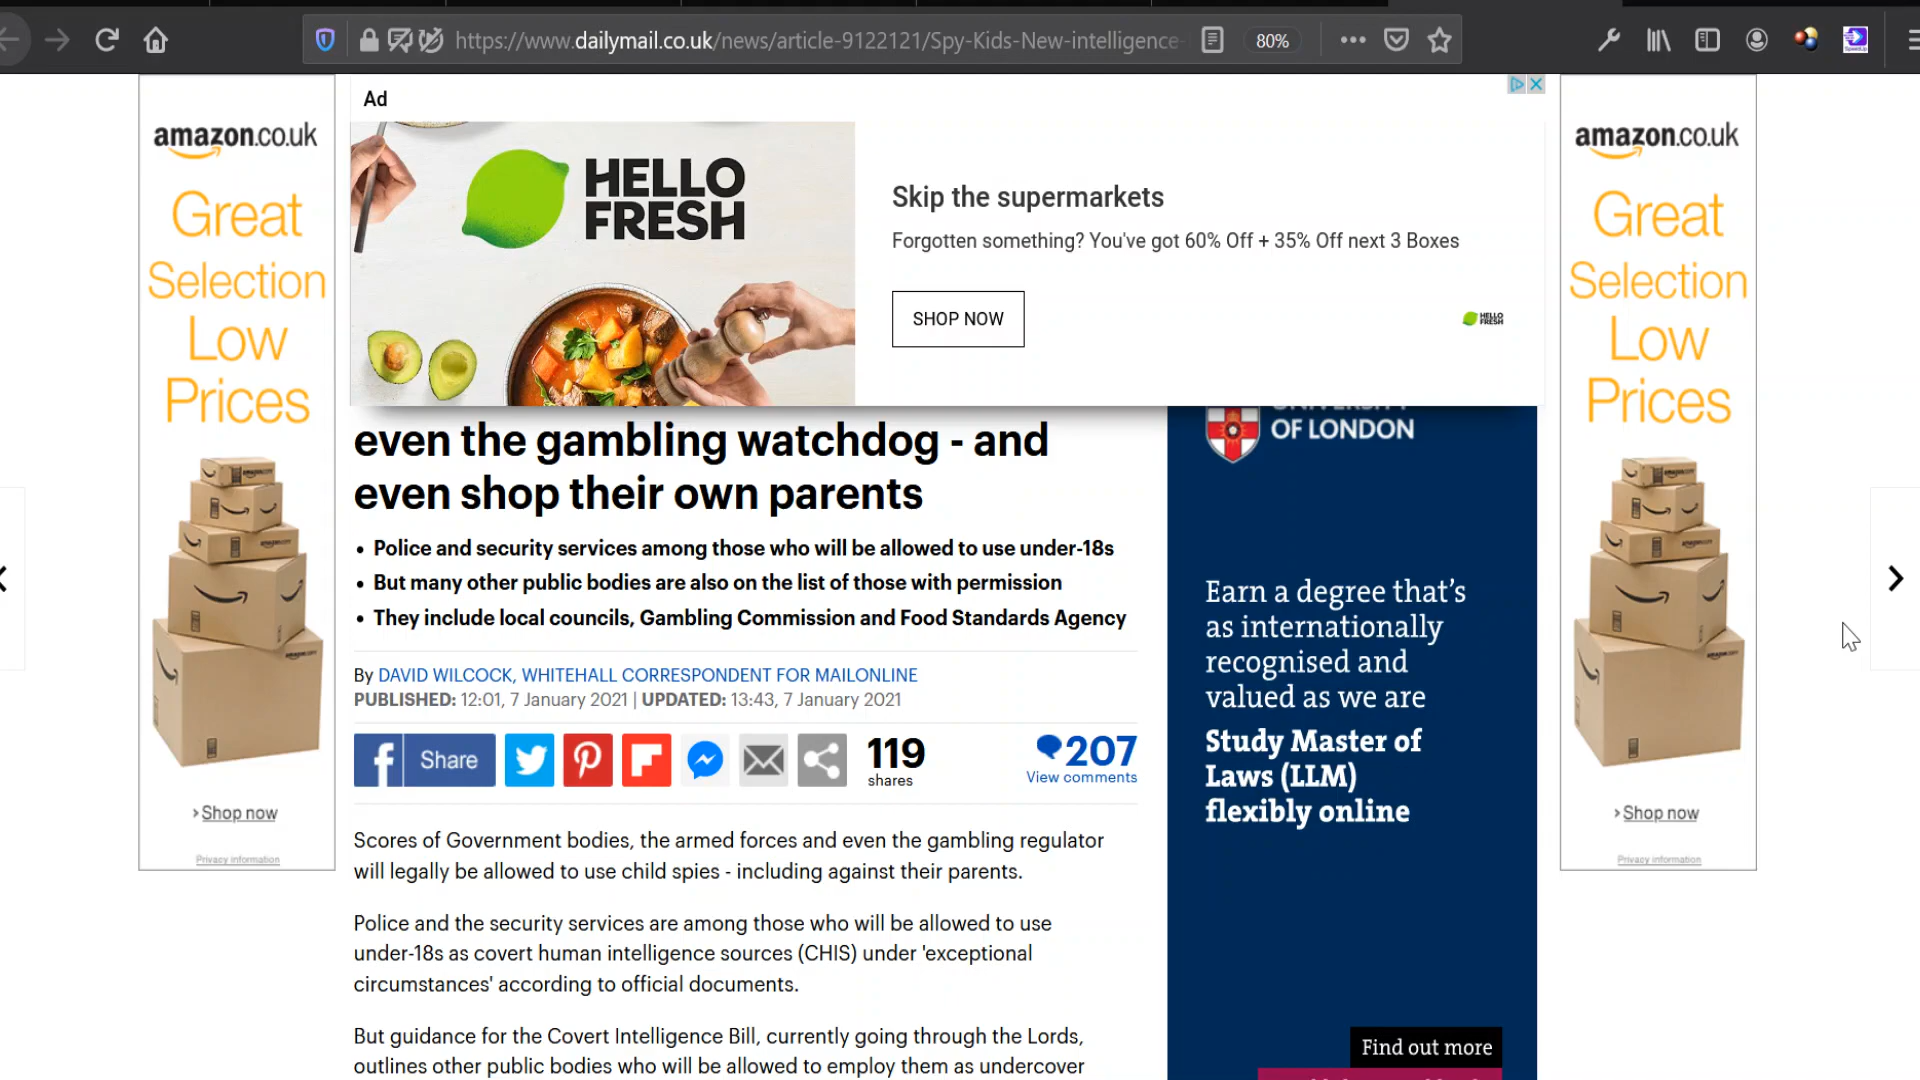 https://www.dailymail.co.uk/news/article-9122121/Spy-Kids-New-intelligence-
80%
amazon.co.uk
Great
Selection
Low
Prices
> Shop now
Privacy information
Ad
HELLO
FRESH
Skip the supermarkets
Forgotten something? You've got 60% Off + 35% Off next 3 Boxes
SHOP NOW
HELLO
FRESH
even the gambling watchdog - and
even shop their own parents
• Police and security services among those who will be allowed to use under-18s
• But many other public bodies are also on the list of those with permission
• They include local councils, Gambling Commission and Food Standards Agency
By DAVID WILCOCK, WHITEHALL CORRESPONDENT FOR MAILONLINE
PUBLISHED: 12:01, 7 January 2021 | UPDATED: 13:43, 7 January 2021
f Share
119
shares
207
View comments
Scores of Government bodies, the armed forces and even the gambling regulator
will legally be allowed to use child spies - including against their parents.
Police and the security services are among those who will be allowed to use
under-18s as covert human intelligence sources (CHIS) under 'exceptional
circumstances' according to official documents.
But guidance for the Covert Intelligence Bill, currently going through the Lords,
outlines other public bodies who will be allowed to employ them as undercover
OF LONDON
Earn a degree that's
as internationally
recognised and
valued as we are
Study Master of
Laws (LLM)
flexibly online
Find out more
amazon.co.uk
Great
Selection
Low
Prices
> Shop now
Privacy information